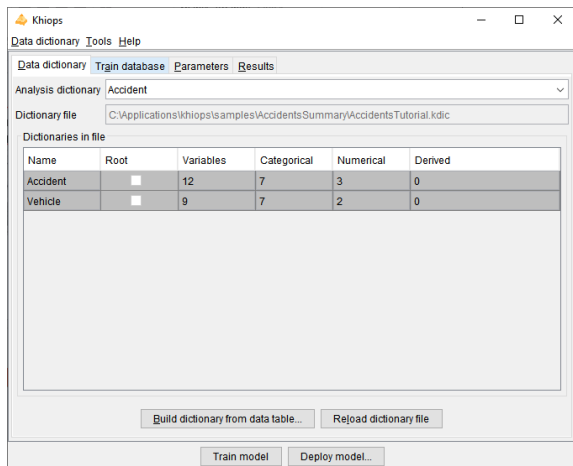 Khiops
Data dictionary Tools Help
Data dictionary Train database Parameters Results
Analysis dictionary Accident
Dictionary file C:\Applications\khiops\samples\AccidentsSummary\AccidentsTutorial.kdic
Dictionaries in file
Name Root Variables Categorical Numerical Derived
Accident 12 7 3 0
Vehicle 9 7 2 0
Build dictionary from data table... Reload dictionary file
Train model Deploy model...